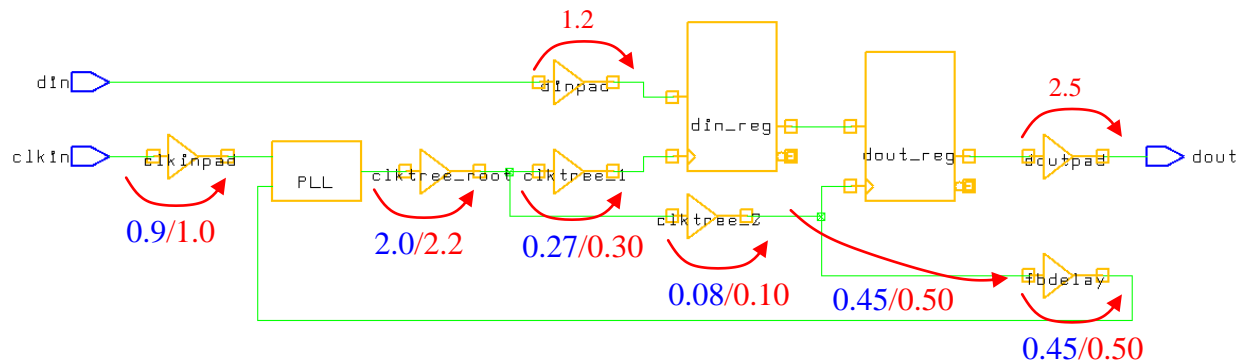 1.2
din
dinpad
din_reg
2.5
clkin
clkinpad
PLL
clktree_root
clktree_1
dout_reg
doutpad
dout
0.9/1.0
2.0/2.2
0.27/0.30
clktree_2
0.08/0.10
0.45/0.50
fbdelay
0.45/0.50